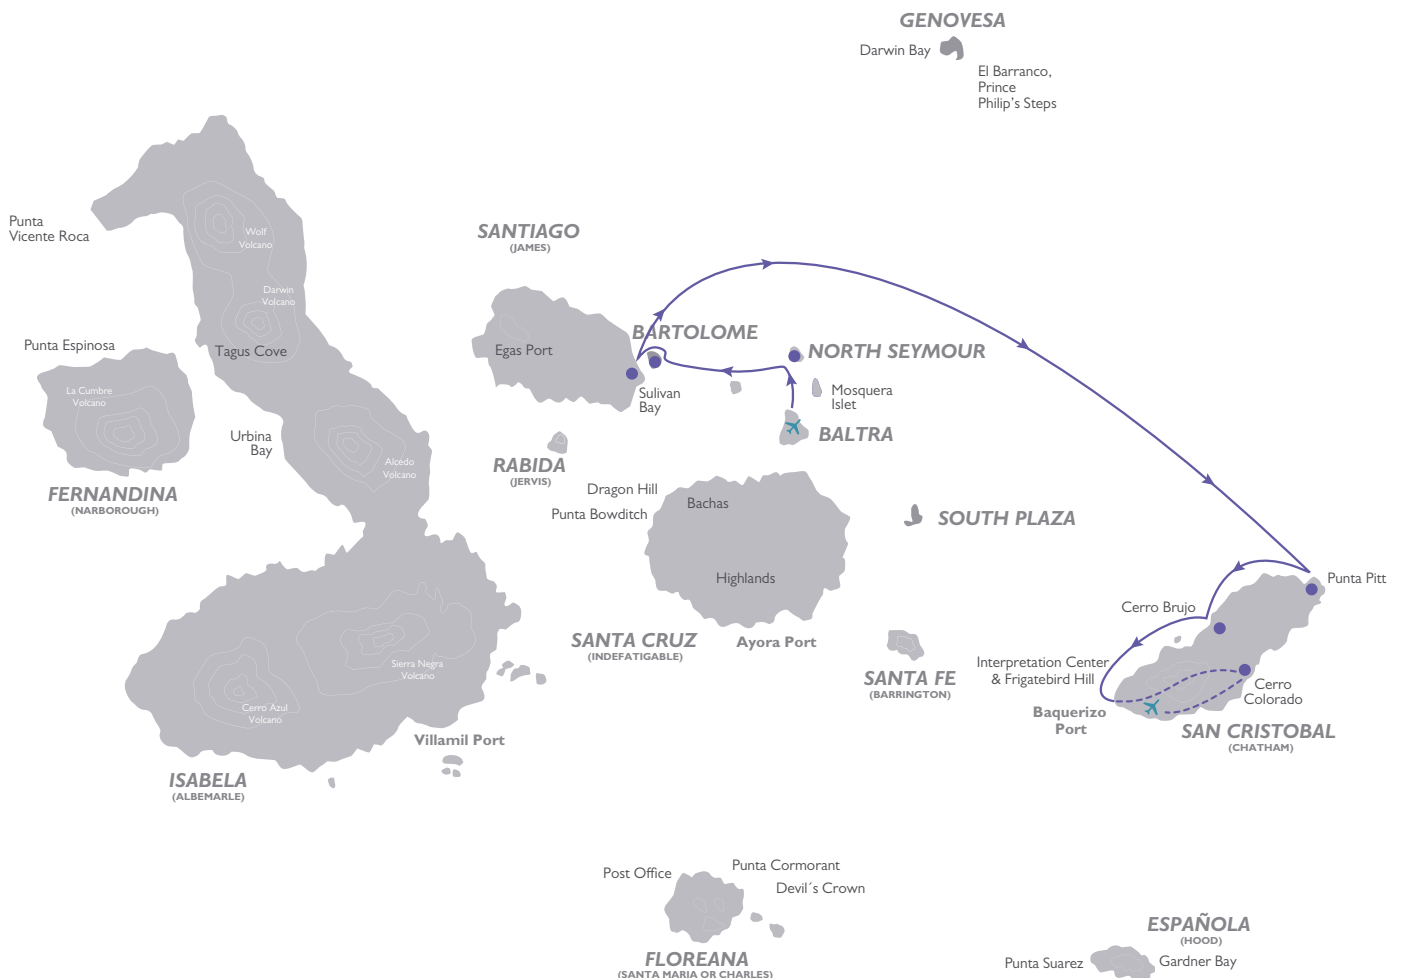 GENOVESA
Darwin Bay
El Barranco,
Prince
Philip's Steps
Punta
Vicente Roca
Wolf
Volcano
SANTIAGO
(JAMES)
Darwin
Volcano
Tagus Cove
Punta Espinosa
La Cumbre
Volcano
Egas Port
BARTOLOME
NORTH SEYMOUR
Sulivan
Bay
Mosquera
Islet
BALTRA
Urbina
Bay
Alcedo
Volcano
RABIDA
(JERVIS)
FERNANDINA
(NARBOROUGH)
Dragon Hill
Punta Bowditch
Bachas
SOUTH PLAZA
Highlands
Punta Pitt
Cerro Brujo
SANTA CRUZ
(INDEFATIGABLE)
Ayora Port
SANTA FE
(BARRINGTON)
Interpretation Center
& Frigatebird Hill
Sierra Negra
Volcano
Cerro
Colorado
Cerro Azul
Volcano
Baquerizo
Port
SAN CRISTOBAL
(CHATHAM)
Villamil Port
ISABELA
(ALBEMARLE)
Post Office
Punta Cormorant
Devil´s Crown
FLOREANA
(SANTA MARIA OR CHARLES)
ESPAÑOLA
(HOOD)
Punta Suarez
Gardner Bay